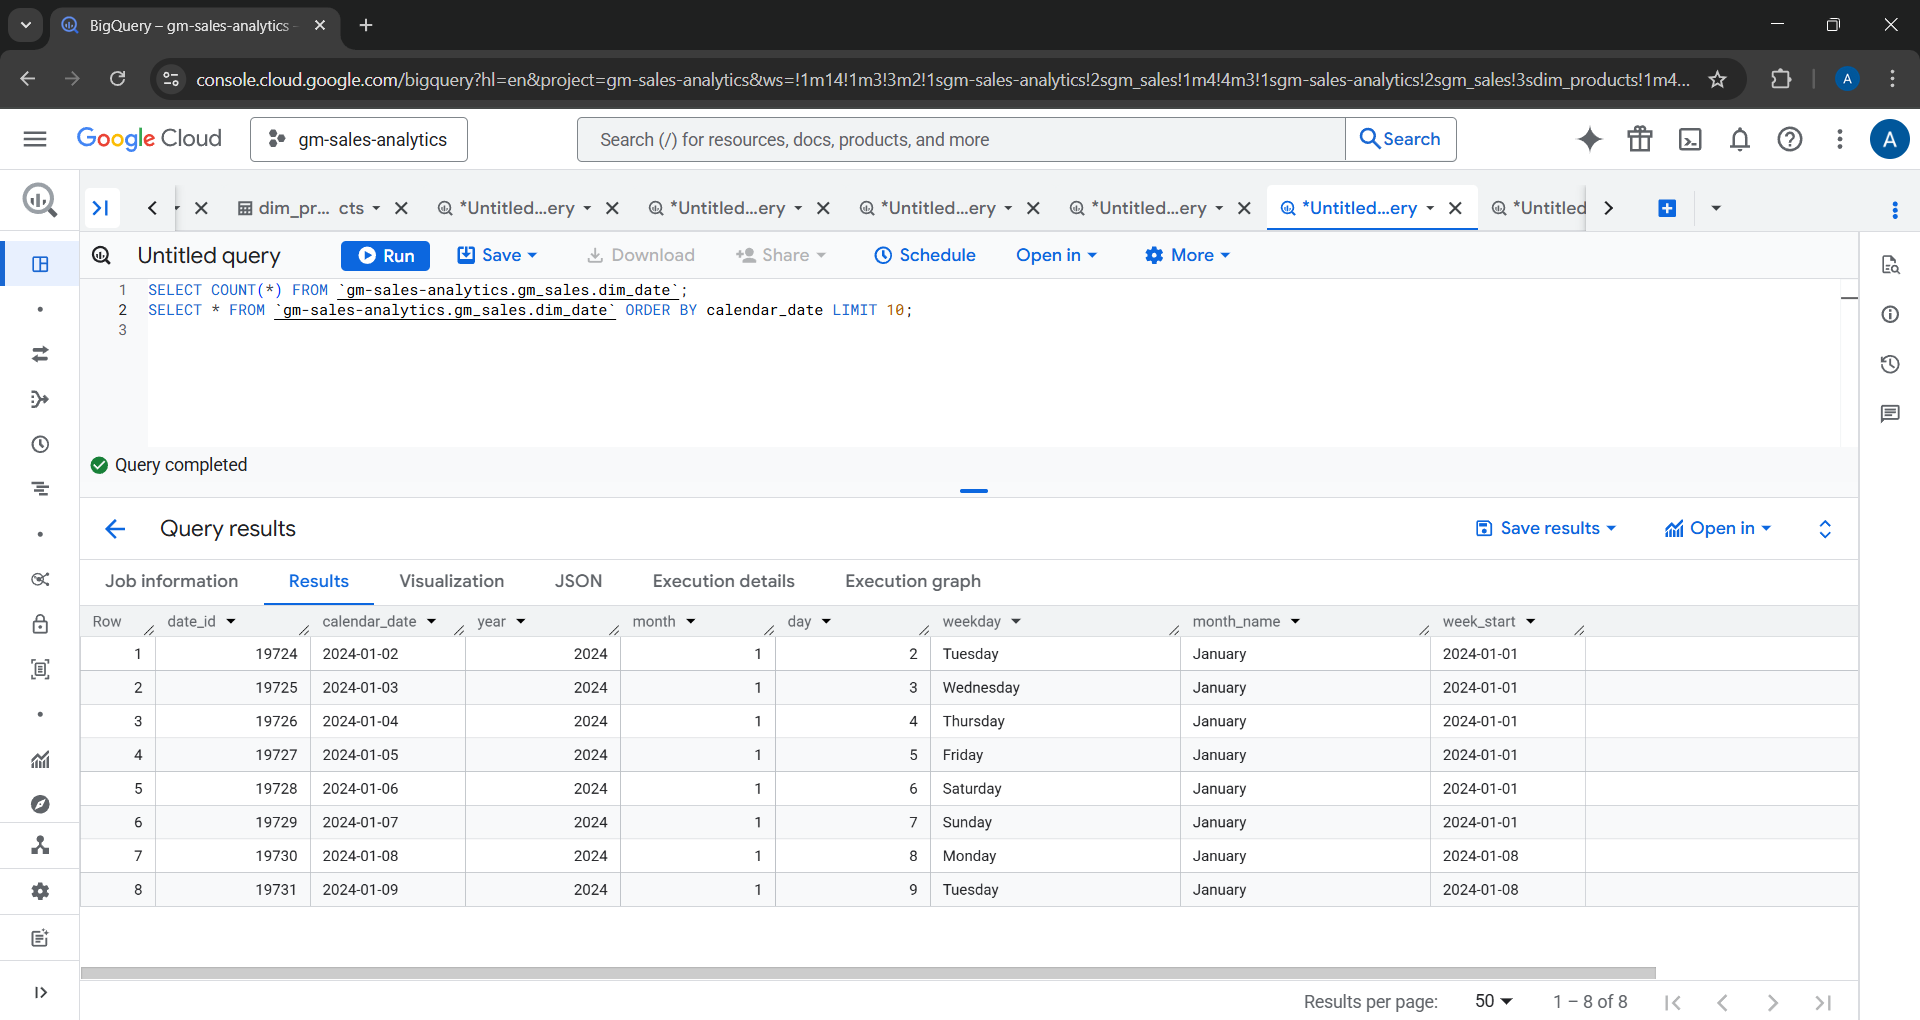 BigQuery – gm-sales-analytics -
console.cloud.google.com/bigquery?hl=en&project=gm-sales-analytics&ws=!1m14!1m3!3m2!1sgm-sales-analytics!2sgm_sales!1m4!4m3!1sgm-sales-analytics!2sgm_sales!3sdim_products!1m4...
A
Google Cloud
gm-sales-analytics
Search (/) for resources, docs, products, and more
Search
A
dim_pr... cts
*Untitled...ery
*Untitled...ery
*Untitled...ery
*Untitled...ery
*Untitled...ery
*Untitled
Untitled query
Run
Save
Download
Share
Schedule
Open in
More
1 SELECT COUNT(*) FROM `gm-sales-analytics.gm_sales.dim_date`;
2 SELECT * FROM `gm-sales-analytics.gm_sales.dim_date` ORDER BY calendar_date LIMIT 10;
3
Query completed
Query results
Save results
Open in
Job information Results Visualization JSON Execution details Execution graph
Row date_id calendar_date year month day weekday month_name week_start
1 19724 2024-01-02 2024 1 2 Tuesday January 2024-01-01
2 19725 2024-01-03 2024 1 3 Wednesday January 2024-01-01
3 19726 2024-01-04 2024 1 4 Thursday January 2024-01-01
4 19727 2024-01-05 2024 1 5 Friday January 2024-01-01
5 19728 2024-01-06 2024 1 6 Saturday January 2024-01-01
6 19729 2024-01-07 2024 1 7 Sunday January 2024-01-01
7 19730 2024-01-08 2024 1 8 Monday January 2024-01-08
8 19731 2024-01-09 2024 1 9 Tuesday January 2024-01-08
Results per page: 50 1 – 8 of 8